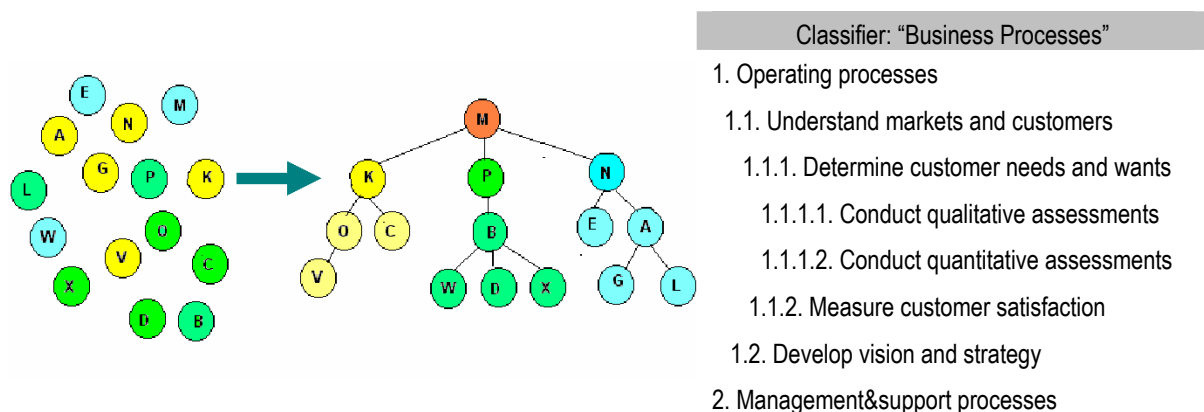 E
M
A
N
G
P
K
L
W
O
V
C
X
D
B
M
K
P
N
O
C
B
E
A
V
W
D
X
G
L
Classifier: “Business Processes”
1. Operating processes
1.1. Understand markets and customers
1.1.1. Determine customer needs and wants
1.1.1.1. Conduct qualitative assessments
1.1.1.2. Conduct quantitative assessments
1.1.2. Measure customer satisfaction
1.2. Develop vision and strategy
2. Management&support processes